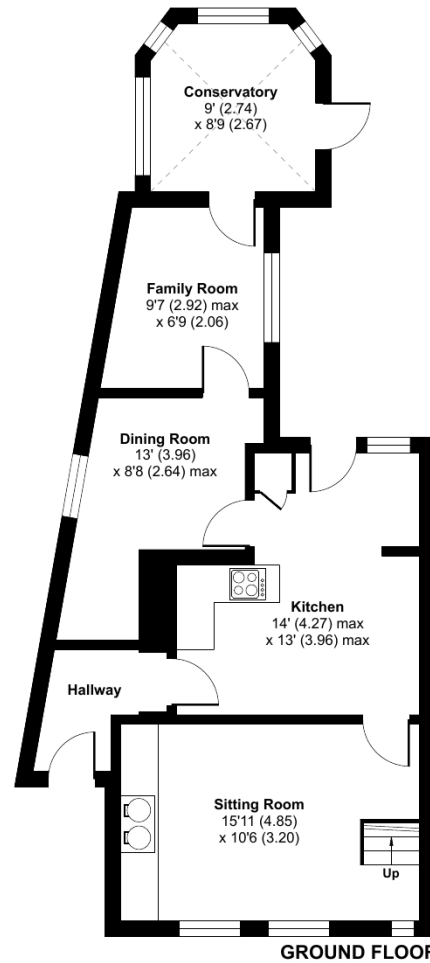 Conservatory
9' (2.74)
x 8'9 (2.67)
Family Room
9'7 (2.92) max
x 6'9 (2.06)
Dining Room
13' (3.96)
x 8'8 (2.64) max
Kitchen
14' (4.27) max
x 13' (3.96) max
Hallway
Sitting Room
15'11 (4.85)
x 10'6 (3.20)
Up
GROUND FLOOR